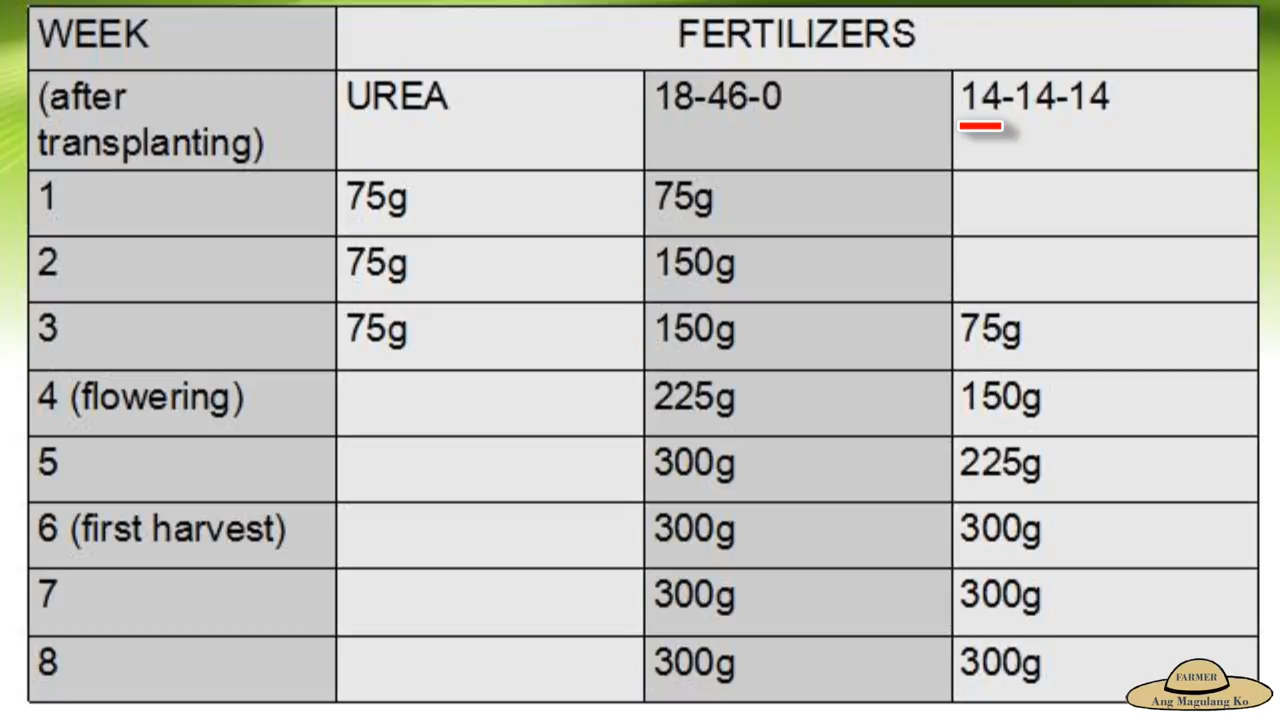 WEEK FERTILIZERS
(after transplanting) UREA 18-46-0 14-14-14
1 75g 75g
2 75g 150g
3 75g 150g 75g
4 (flowering) 225g 150g
5 300g 225g
6 (first harvest) 300g 300g
7 300g 300g
8 300g 300g
FARMER
Ang Magulang Ko